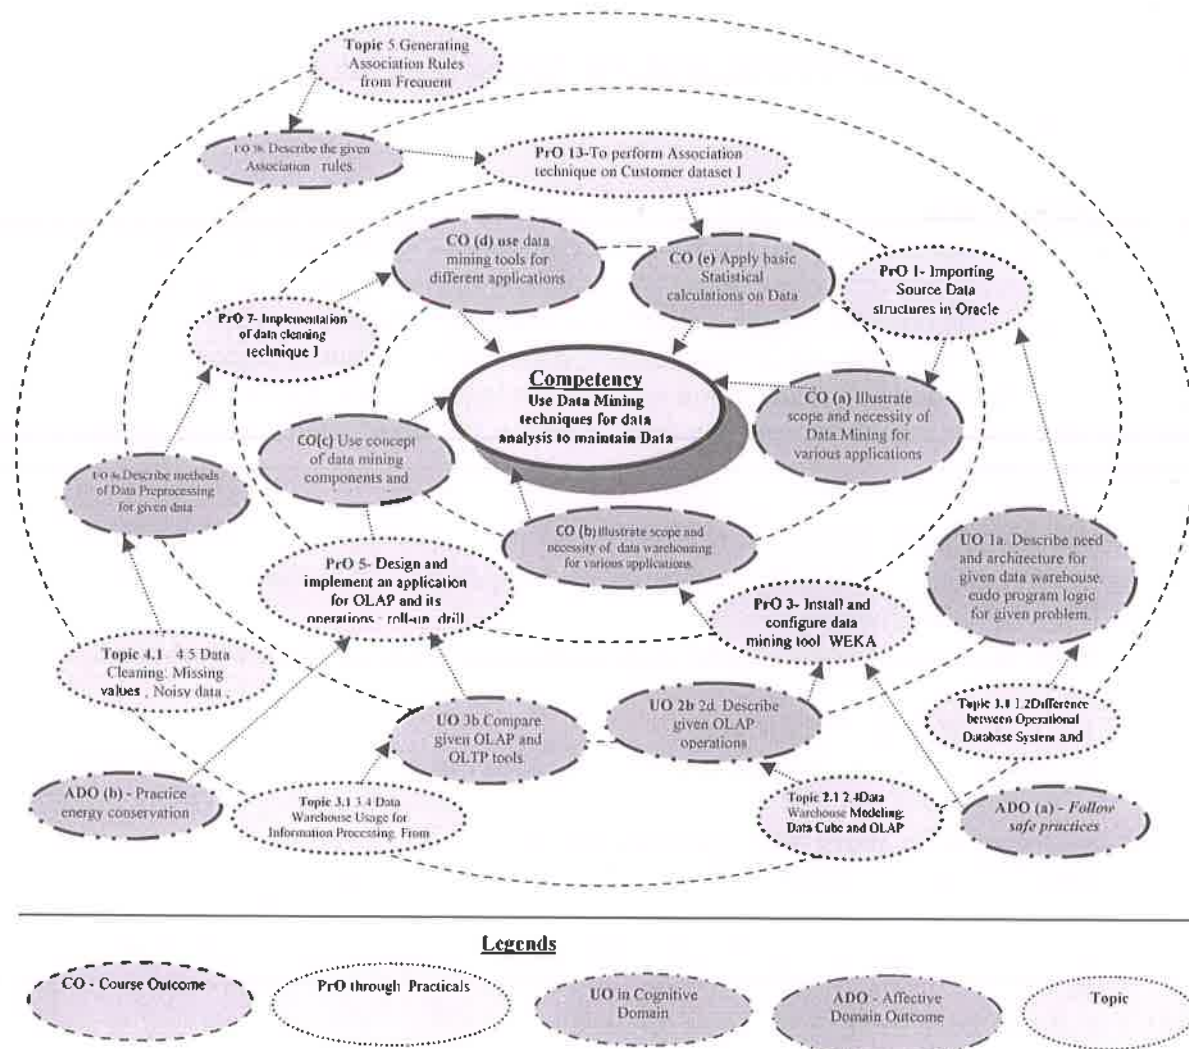 Topic 5 Generating
Association Rules
from Frequent
UO 5b. Describe the given
Association rules.
PrO 13-To perform Association
technique on Customer dataset I
CO (d) use data
mining tools for
different applications
CO (e) Apply basic
Statistical
calculations on Data
PrO 1- Importing
Source Data
structures in Oracle
PrO 7- Implementation
of data cleaning
technique I
Competency
Use Data Mining
techniques for data
analysis to maintain Data
CO (a) Illustrate
scope and necessity of
Data Mining for
various applications
CO(c) Use concept
of data mining
components and
Describe methods
of Data Preprocessing
for given data
CO (b) Illustrate scope and
necessity of data warehousing
for various applications.
UO 1a. Describe need
and architecture for
given data warehouse.
eudo program logic
for given problem.
PrO 5- Design and
implement an application
for OLAP and its
operations : roll-up, drill
PrO 3- Install and
configure data
mining tool WEKA
Topic 4.1 4.5 Data
Cleaning: Missing
values , Noisy data ,
UO 3b Compare
given OLAP and
OLTP tools.
UO 2b 2d. Describe
given OLAP
operations
1.2Difference
between Operational
Database System and
ADO (b) - Practice
energy conservation
Topic 3.1 3.4 Data
Warehouse Usage for
Information Processing, From
Topic 2.1 2.4Data
Warehouse Modeling:
Data Cube and OLAP
ADO (a) - Follow
safe practices
Legends
CO - Course Outcome
PrO through Practicals
UO in Cognitive
Domain
ADO - Affective
Domain Outcome
Topic